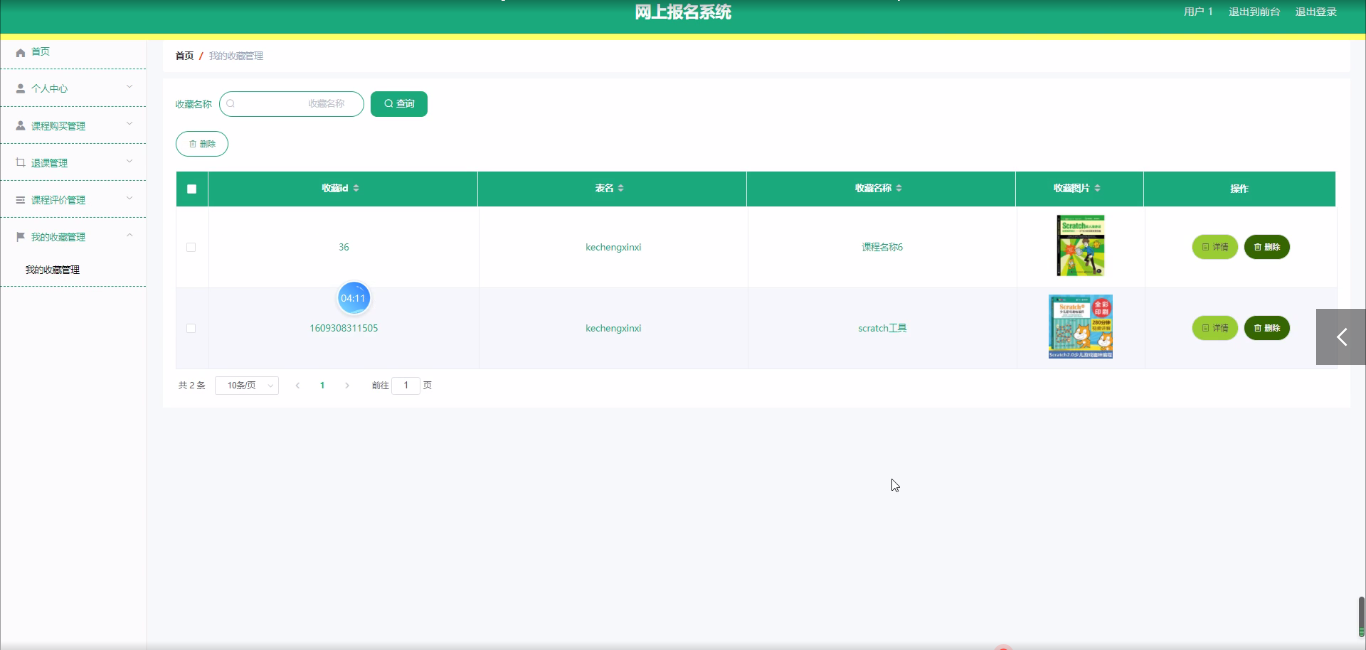 网上报名系统
用户 1 退出到前台 退出登录
首页
个人中心
课程购买管理
退课管理
课程评价管理
我的收藏管理
我的收藏管理
首页 / 我的收藏管理
收藏名称 收藏名称 查询
删除
收藏id 表名 收藏名称 收藏图片 操作
36 kechengxinxi 课程名称6 Scratch 详情 删除
04:11
1609308311505 kechengxinxi scratch工具 Scratch 全彩印刷 详情 删除
共 2 条 10条/页 1 前往 1 页